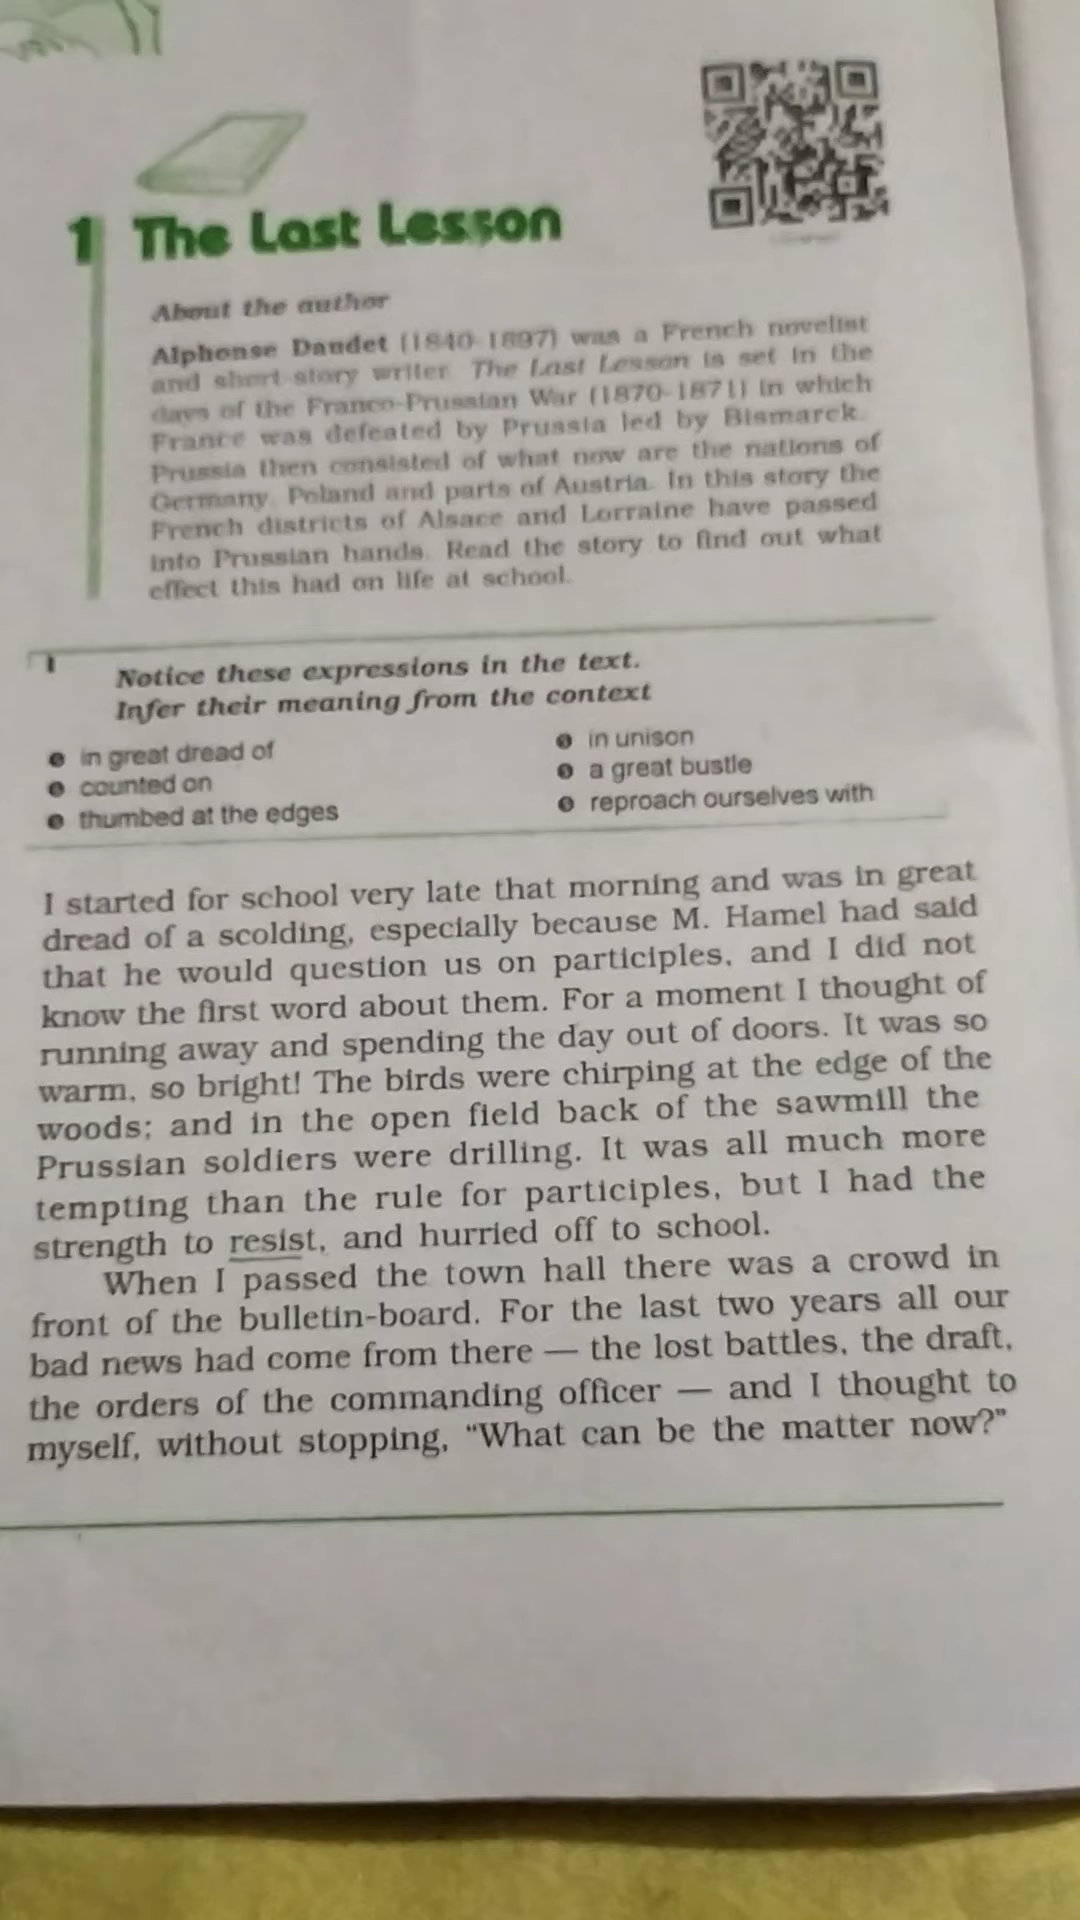 1 The Last Lesson
About the author
Alphonse Daudet (1840-1897) was a French novelist
and short-story writer. The Last Lesson is set in the
days of the Franco-Prussian War (1870-1871) in which
France was defeated by Prussia led by Bismarck.
Prussia then consisted of what now are the nations of
Germany, Poland and parts of Austria. In this story the
French districts of Alsace and Lorraine have passed
into Prussian hands. Read the story to find out what
effect this had on life at school.
Notice these expressions in the text.
Infer their meaning from the context
in great dread of
counted on
thumbed at the edges
in unison
a great bustle
reproach ourselves with
I started for school very late that morning and was in great
dread of a scolding, especially because M. Hamel had said
that he would question us on participles, and I did not
know the first word about them. For a moment I thought of
running away and spending the day out of doors. It was so
warm, so bright! The birds were chirping at the edge of the
woods; and in the open field back of the sawmill the
Prussian soldiers were drilling. It was all much more
tempting than the rule for participles, but I had the
strength to resist, and hurried off to school.
When I passed the town hall there was a crowd in
front of the bulletin-board. For the last two years all our
bad news had come from there — the lost battles, the draft,
the orders of the commanding officer — and I thought to
myself, without stopping, “What can be the matter now?”